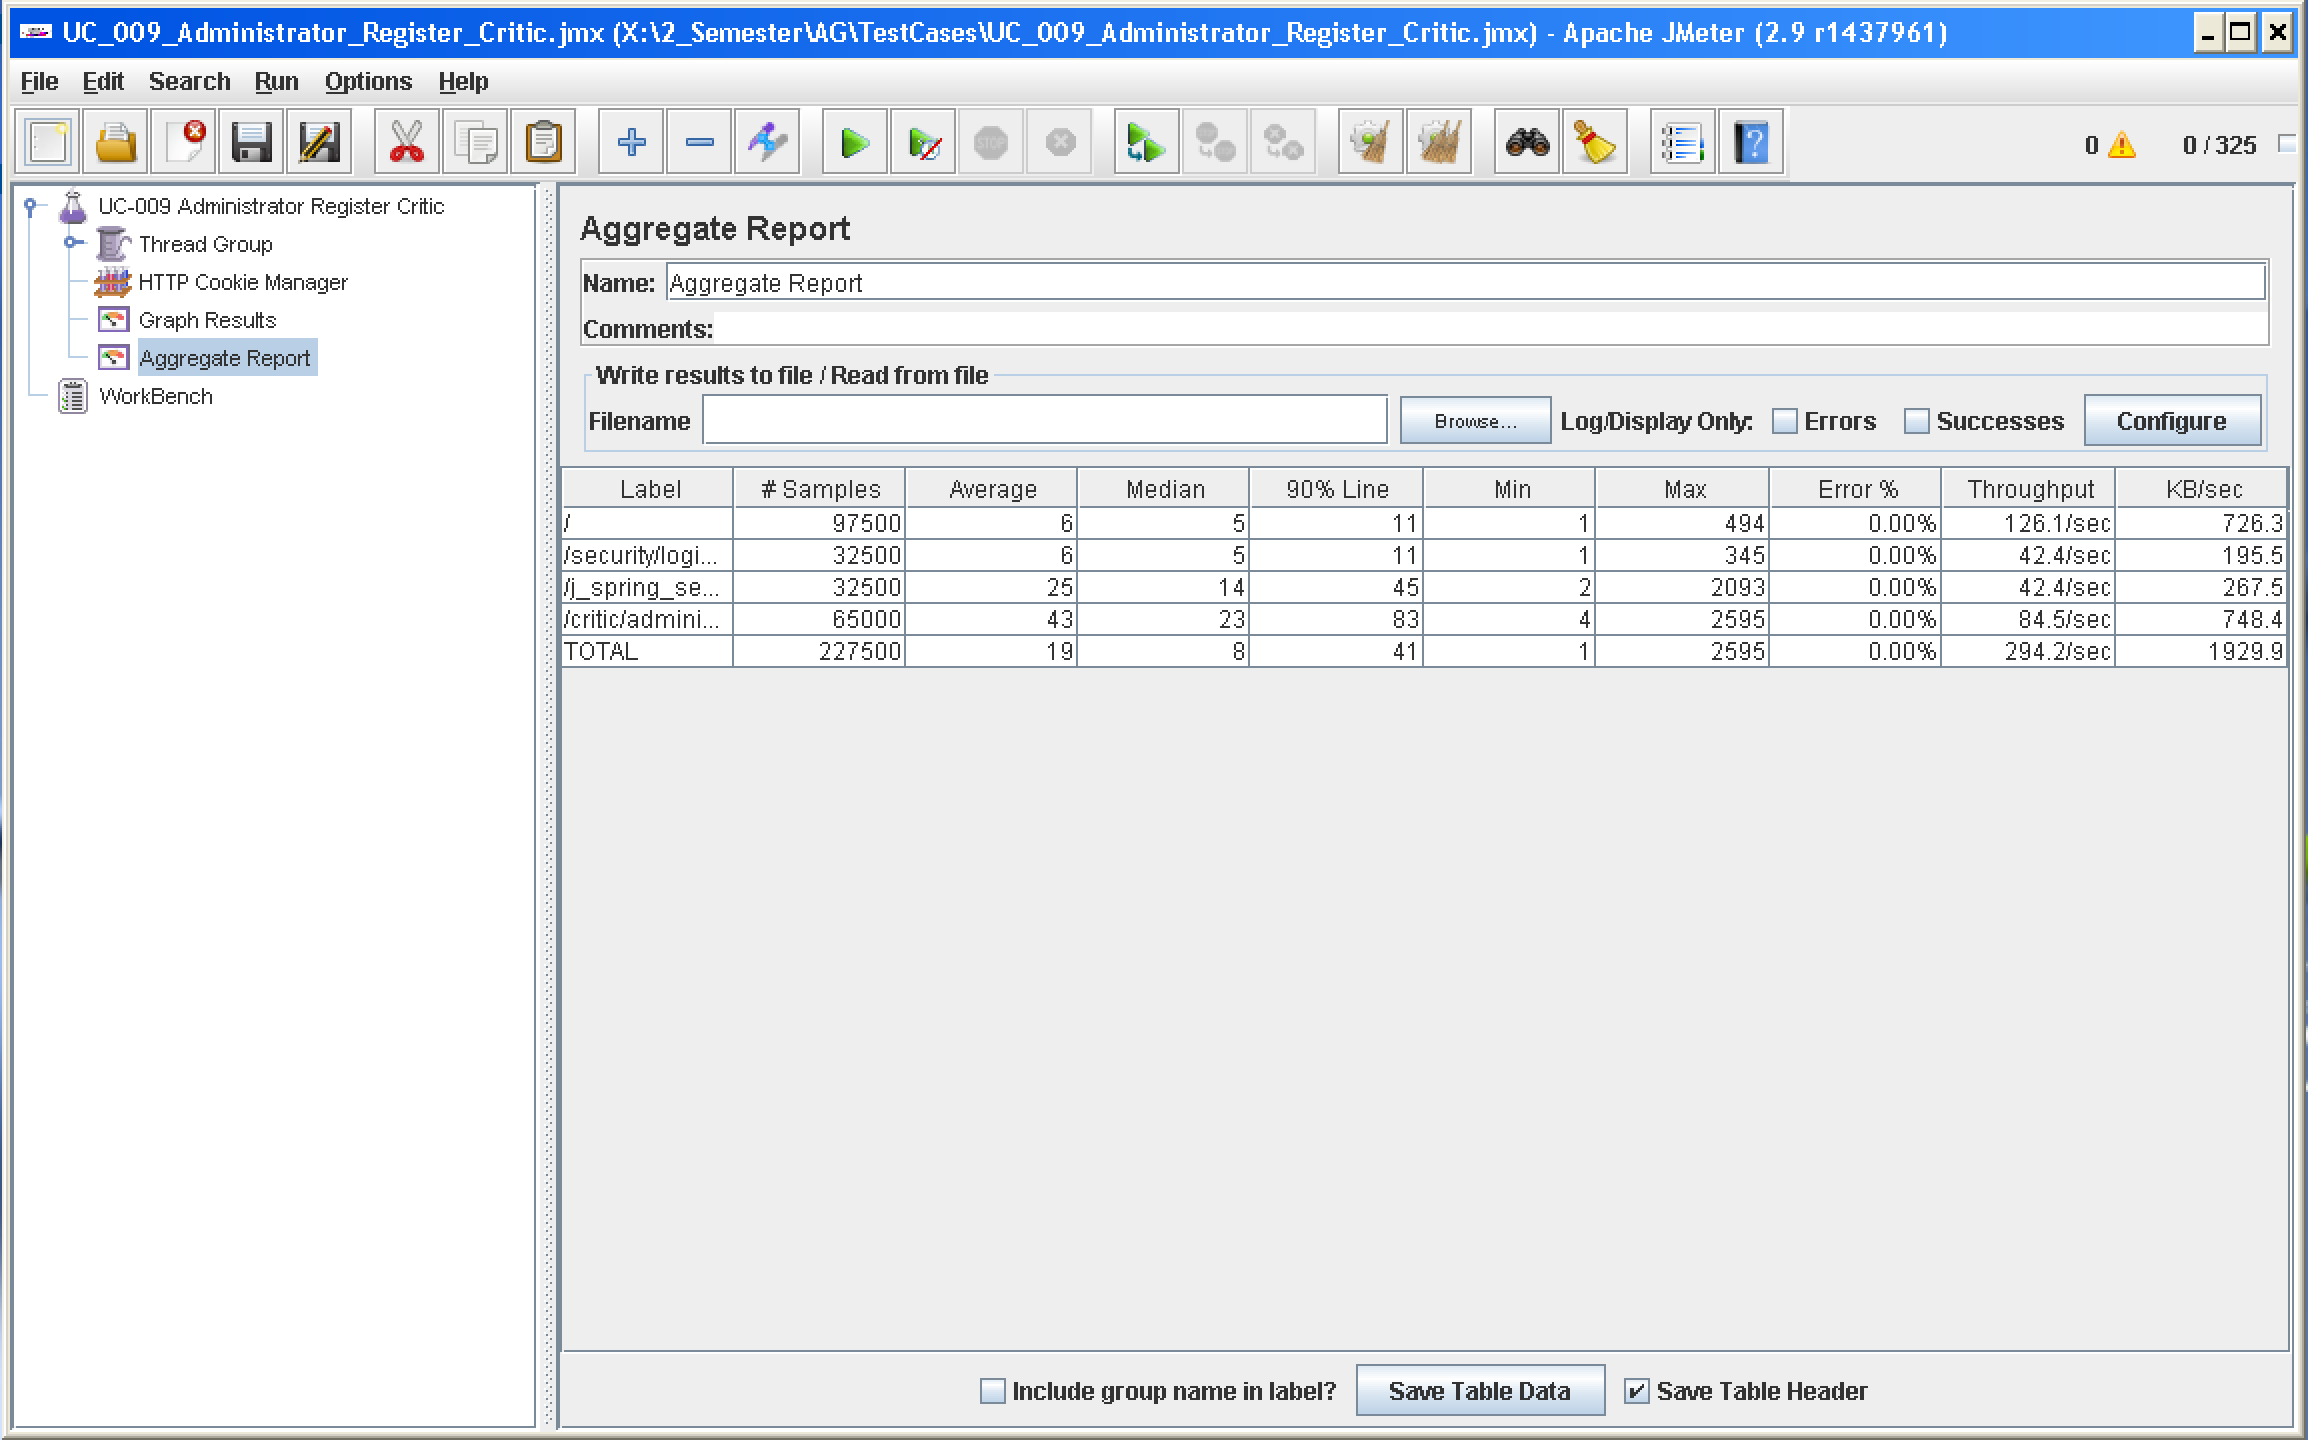 UC_009_Administrator_Register_Critic.jmx (X:\2_Semester\AG\TestCases\UC_009_Administrator_Register_Critic.jmx) - Apache JMeter (2.9 r1437961)
File Edit Search Run Options Help
STOP ? 0 0 / 325
UC-009 Administrator Register Critic
Thread Group
HTTP Cookie Manager
Graph Results
Aggregate Report
WorkBench
Aggregate Report
Name: Aggregate Report
Comments:
Write results to file / Read from file
Filename Browse... Log/Display Only: Errors Successes Configure
Label # Samples Average Median 90% Line Min Max Error % Throughput KB/sec
/ 97500 6 5 11 1 494 0.00% 126.1/sec 726.3
/security/logi... 32500 6 5 11 1 345 0.00% 42.4/sec 195.5
/j_spring_se... 32500 25 14 45 2 2093 0.00% 42.4/sec 267.5
/critic/admini... 65000 43 23 83 4 2595 0.00% 84.5/sec 748.4
TOTAL 227500 19 8 41 1 2595 0.00% 294.2/sec 1929.9
Include group name in label? Save Table Data Save Table Header